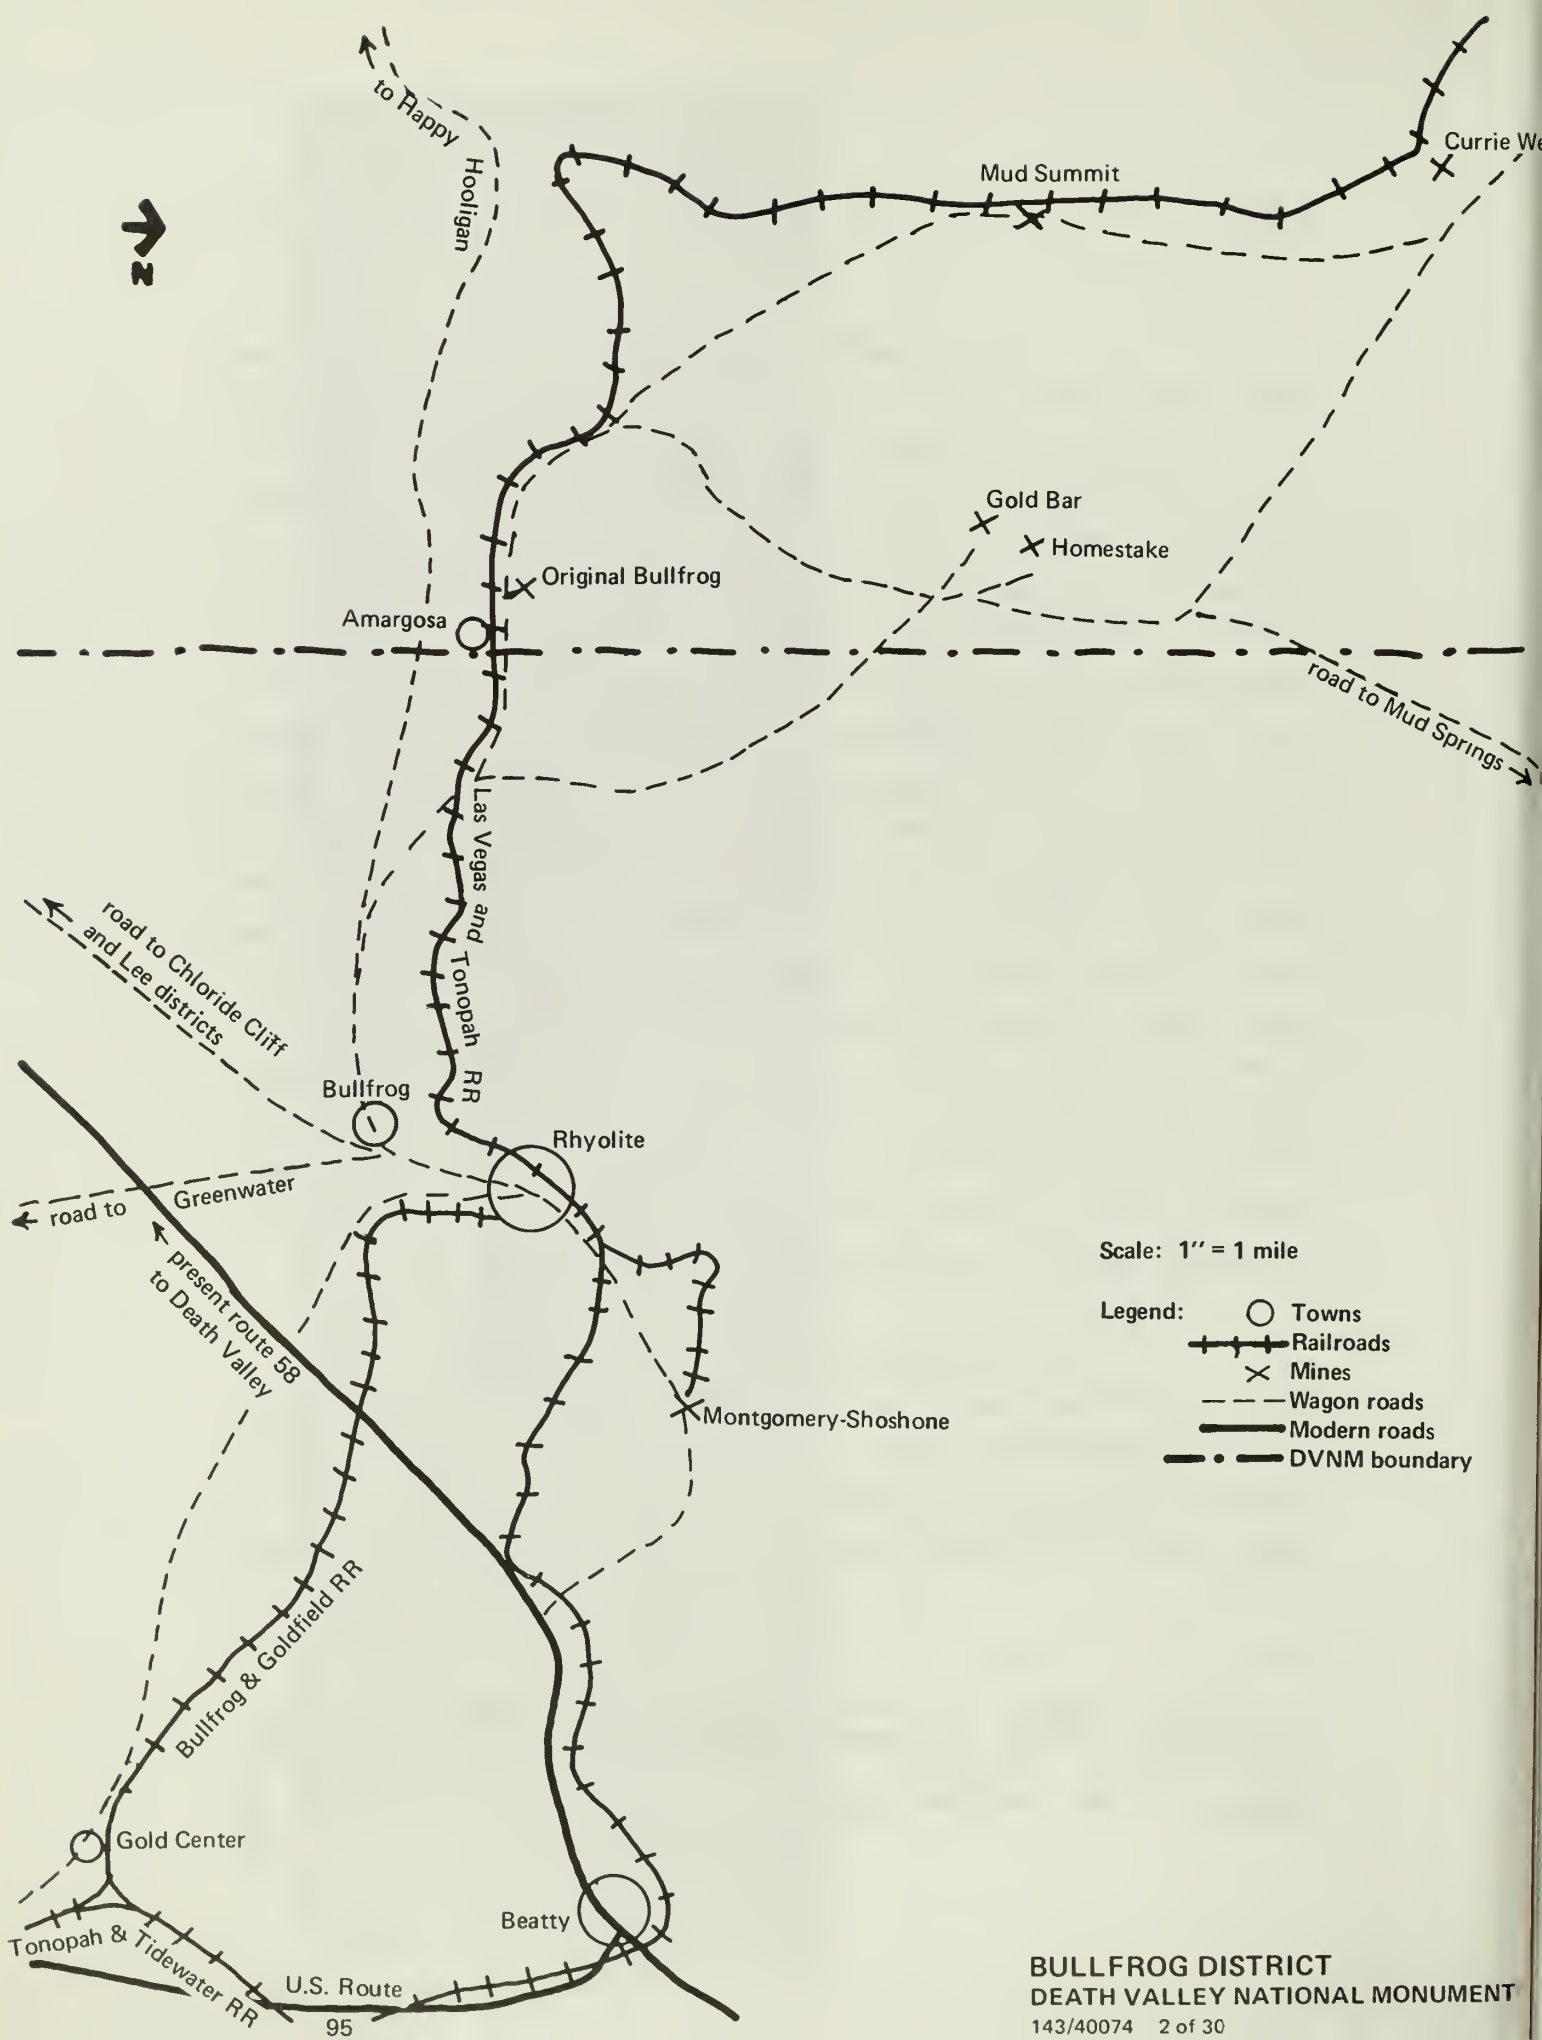 to Happy
Hooligan
N
Mud Summit
Currie We
Gold Bar
Homestake
Original Bullfrog
Amargosa
road to Mud Springs
Las Vegas and Tonopah RR
road to Chloride Cliff
and Lee districts
Bullfrog
Rhyolite
road to Greenwater
present route 58
to Death Valley
Scale: 1" = 1 mile
Legend:
Towns
Railroads
Mines
Wagon roads
Modern roads
DVNM boundary
Montgomery-Shoshone
Bullfrog & Goldfield RR
Gold Center
Beatty
Tonopah & Tidewater RR
U.S. Route
95
BULLFROG DISTRICT
DEATH VALLEY NATIONAL MONUMENT
143/40074 2 of 30